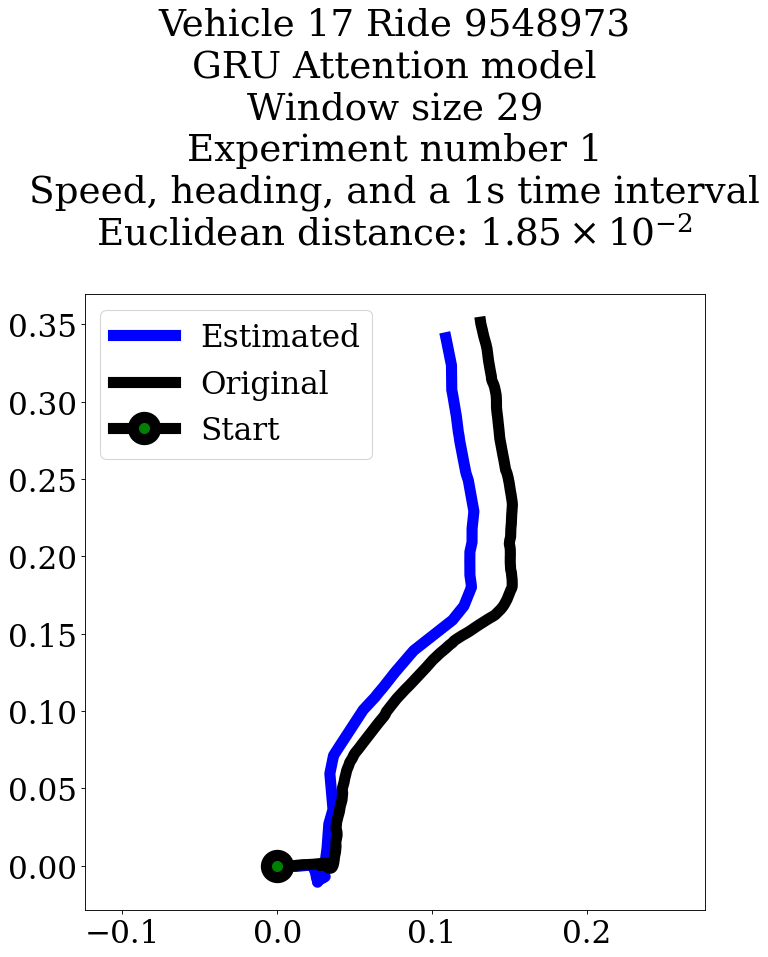 Vehicle 17 Ride 9548973
GRU Attention model
Window size 29
Experiment number 1
Speed, heading, and a 1s time interval
Euclidean distance: 1.85 × 10⁻²
Estimated
Original
Start
0.35
0.30
0.25
0.20
0.15
0.10
0.05
0.00
−0.1 0.0 0.1 0.2